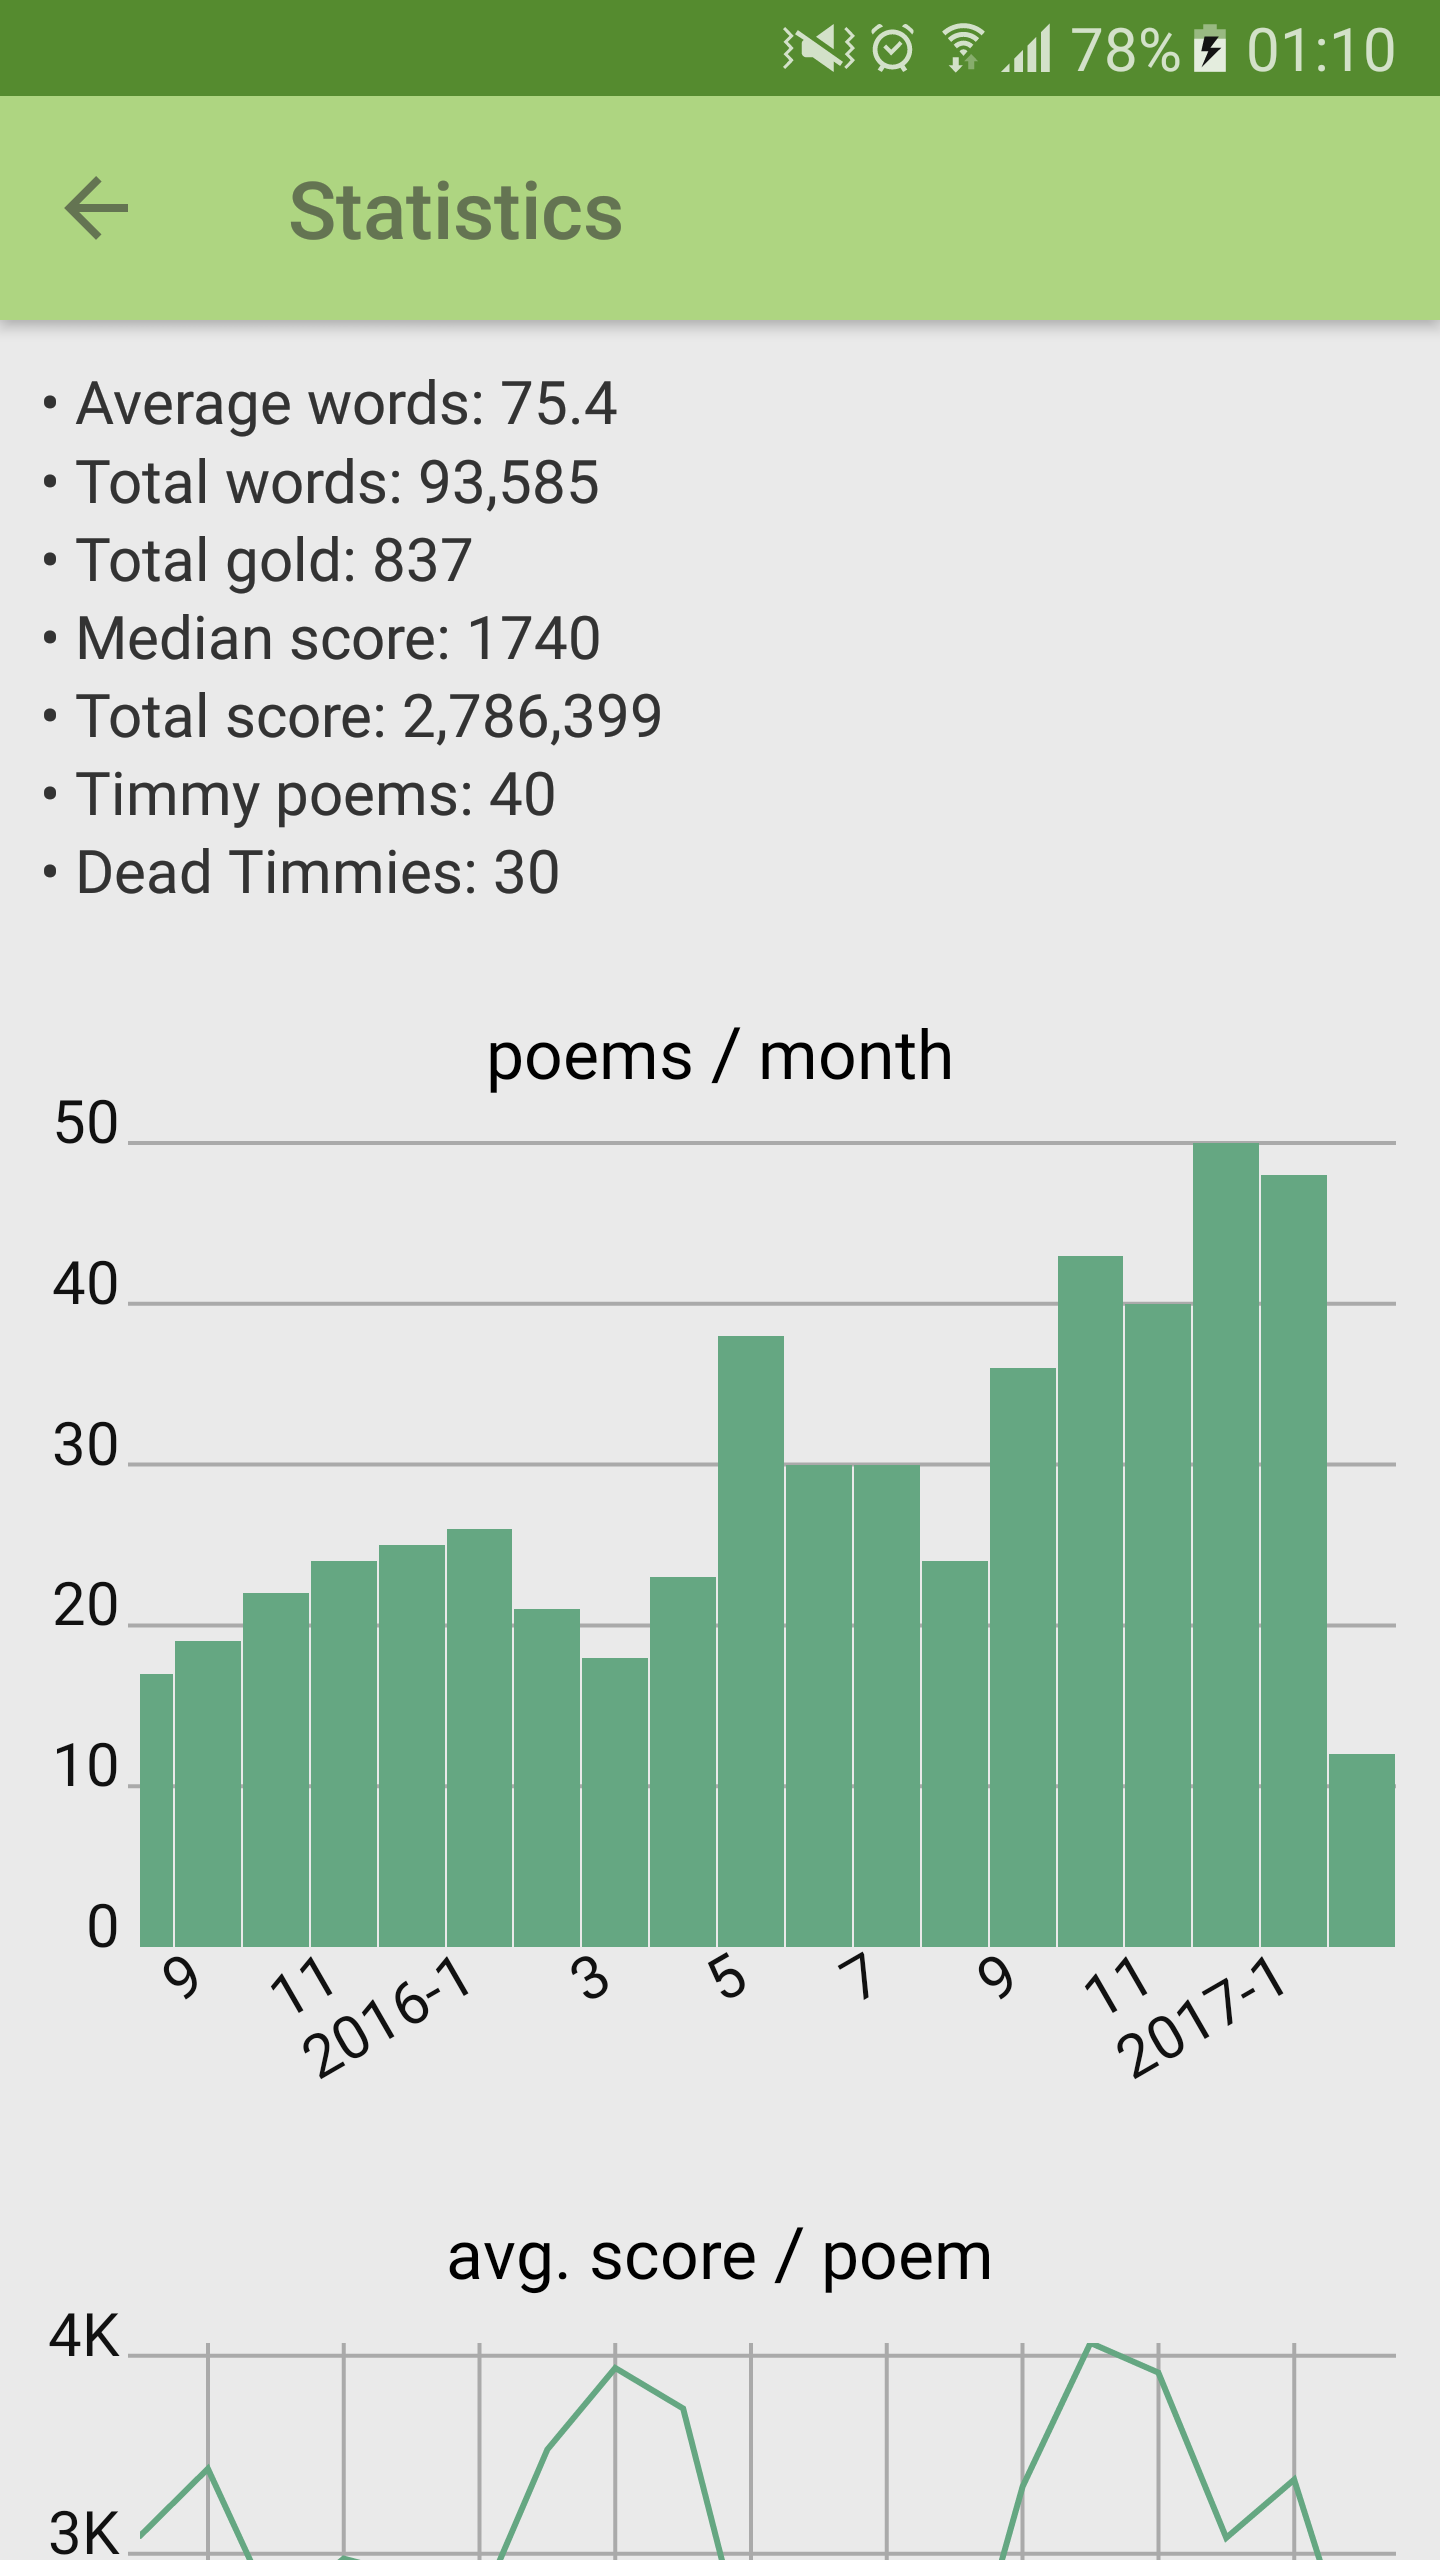 78% 01:10
Statistics
• Average words: 75.4
• Total words: 93,585
• Total gold: 837
• Median score: 1740
• Total score: 2,786,399
• Timmy poems: 40
• Dead Timmies: 30
poems / month
50
40
30
20
10
0
9 11 2016-1 3 5 7 9 11 2017-1
avg. score / poem
4K
3K